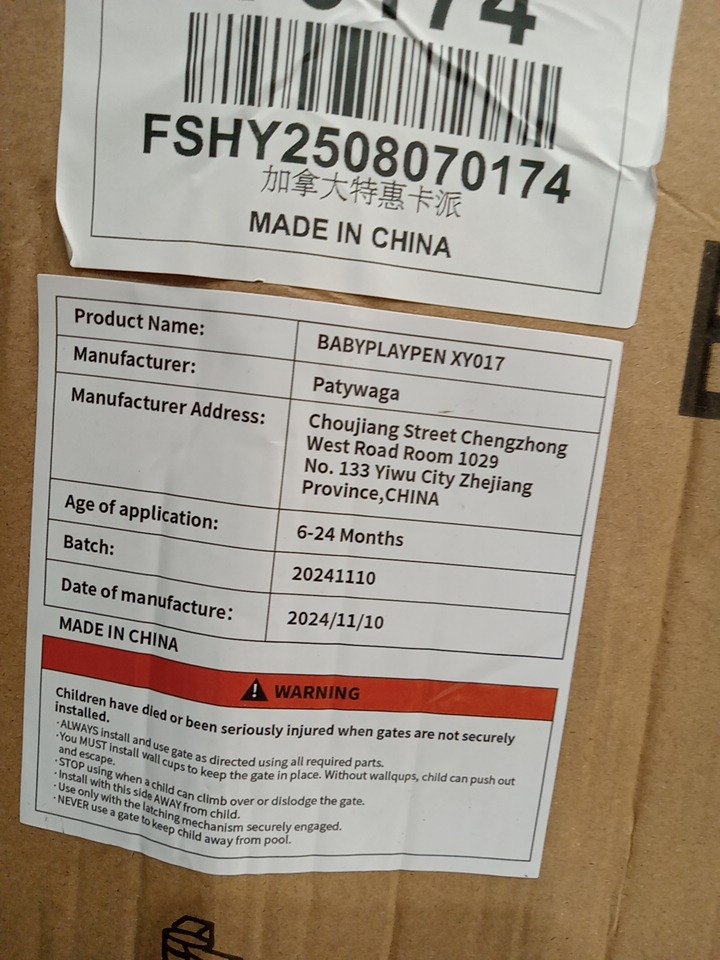 0174
FSHY2508070174
加拿大特惠卡派
MADE IN CHINA
Product Name: BABYPLAYPEN XY017
Manufacturer: Patywaga
Manufacturer Address: Choujiang Street Chengzhong
West Road Room 1029
No. 133 Yiwu City Zhejiang
Province,CHINA
Age of application: 6-24 Months
Batch: 20241110
Date of manufacture: 2024/11/10
MADE IN CHINA
WARNING
Children have died or been seriously injured when gates are not securely
installed.
·ALWAYS install and use gate as directed using all required parts.
·You MUST install wall cups to keep the gate in place. Without wallqups, child can push out
and escape.
·STOP using when a child can climb over or dislodge the gate.
·Install with this side AWAY from child.
·Use only with the latching mechanism securely engaged.
·NEVER use a gate to keep child away from pool.